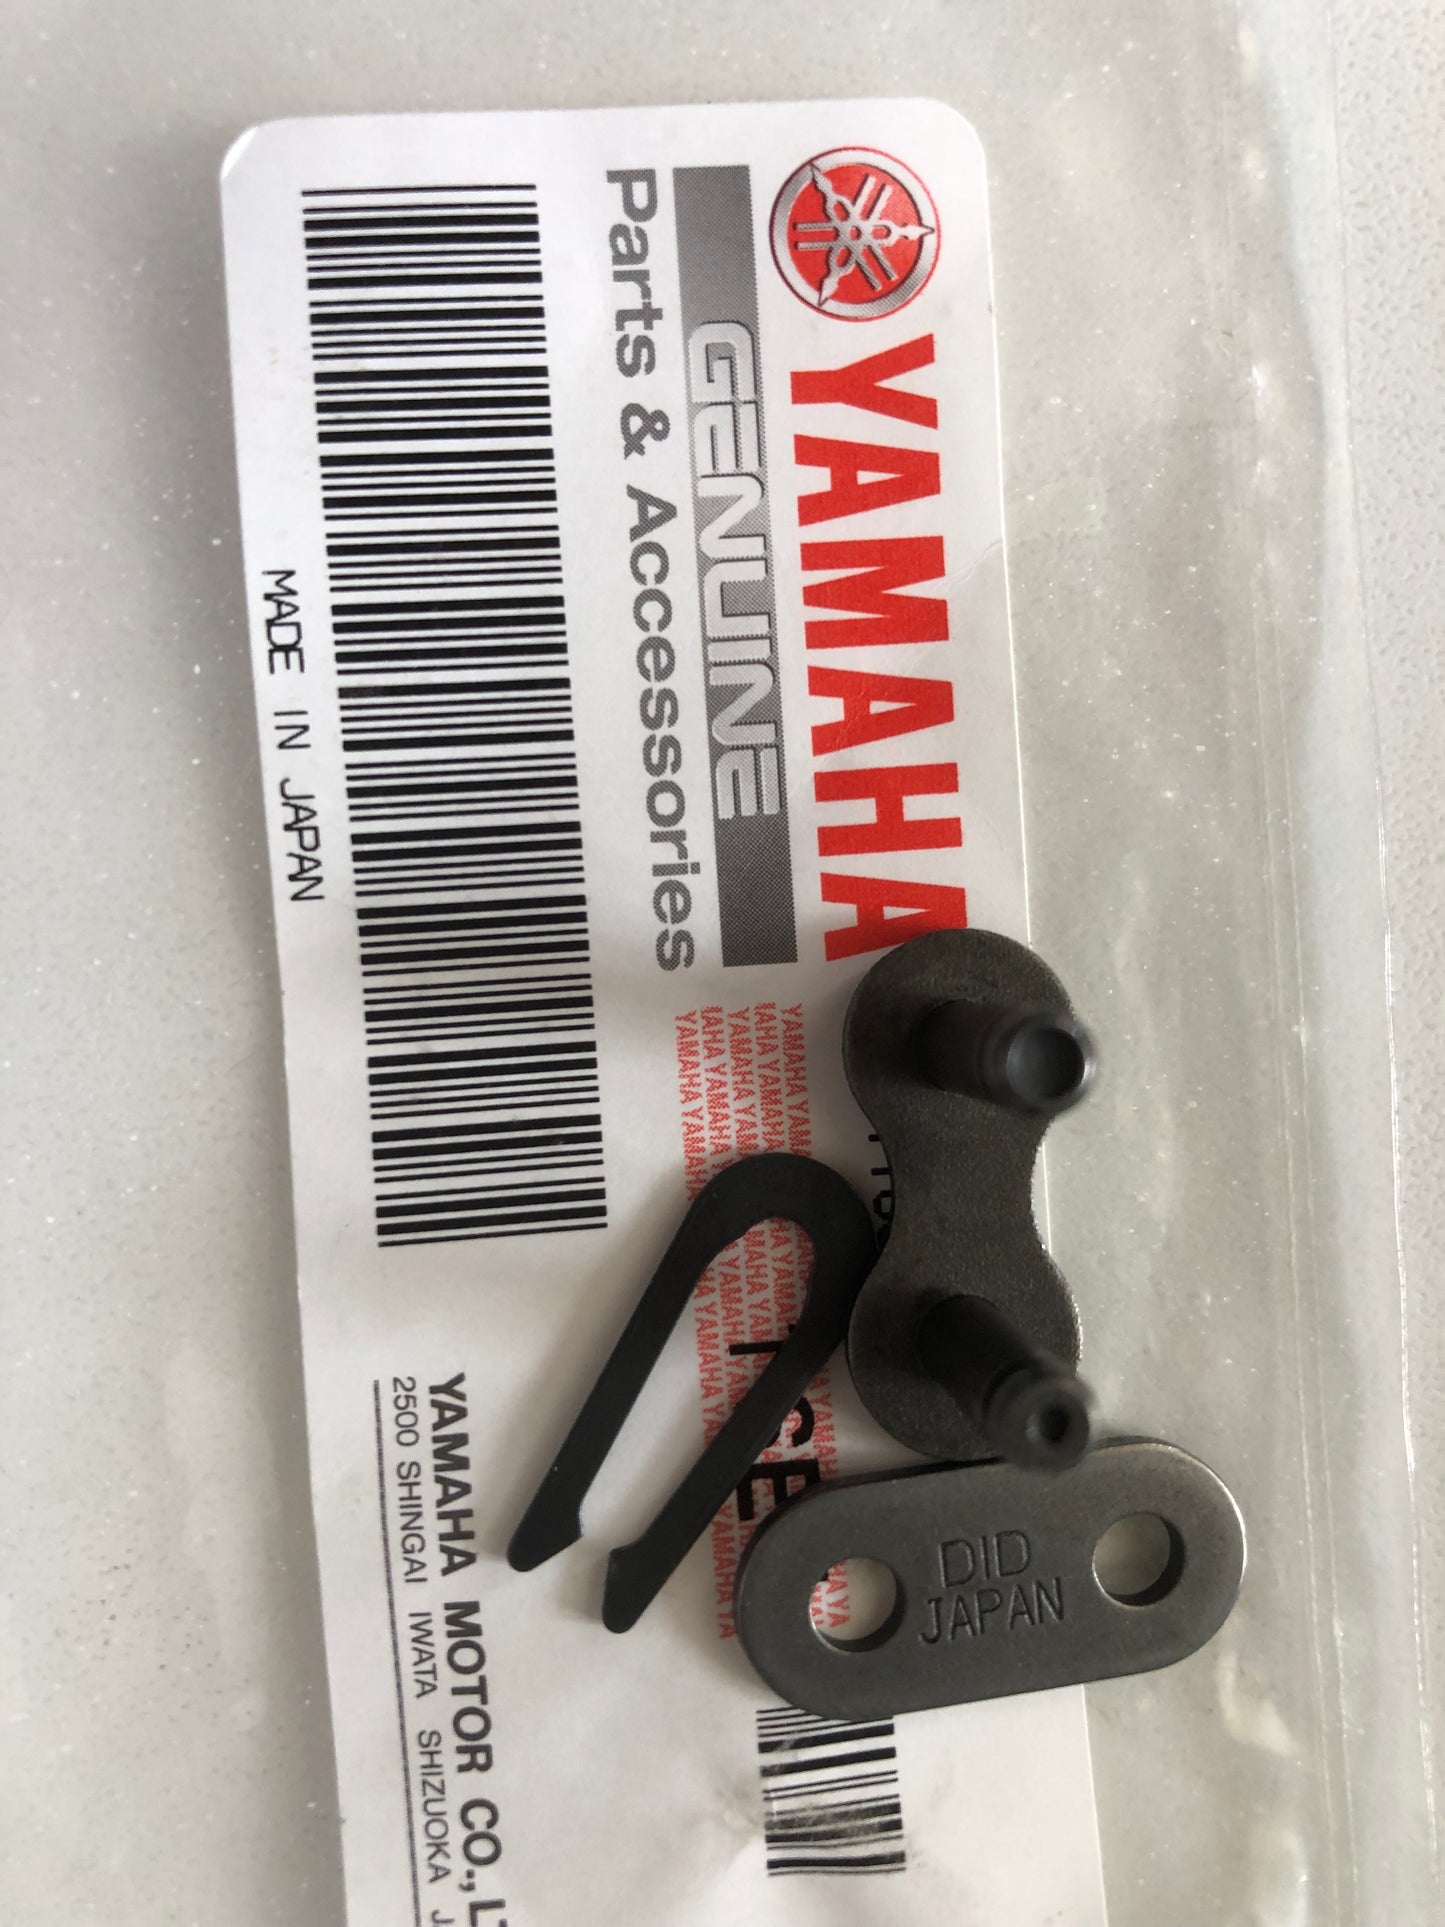 YAMAHA
GENUINE
Parts & Accessories
MADE IN JAPAN
YAMAHA MOTOR CO.,
2500 SHINGAI IWATA SHIZUOKA
DID
JAPAN